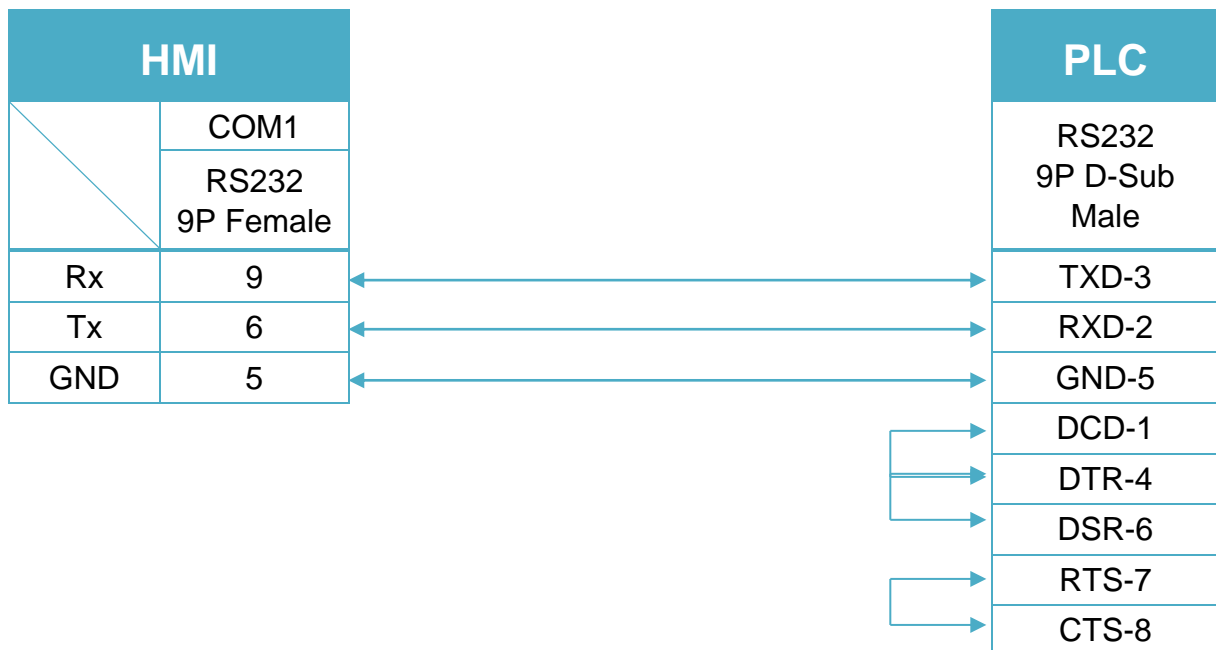 HMI
PLC
COM1
RS232
9P Female
RS232
9P D-Sub
Male
Rx 9 TXD-3
Tx 6 RXD-2
GND 5 GND-5
DCD-1
DTR-4
DSR-6
RTS-7
CTS-8